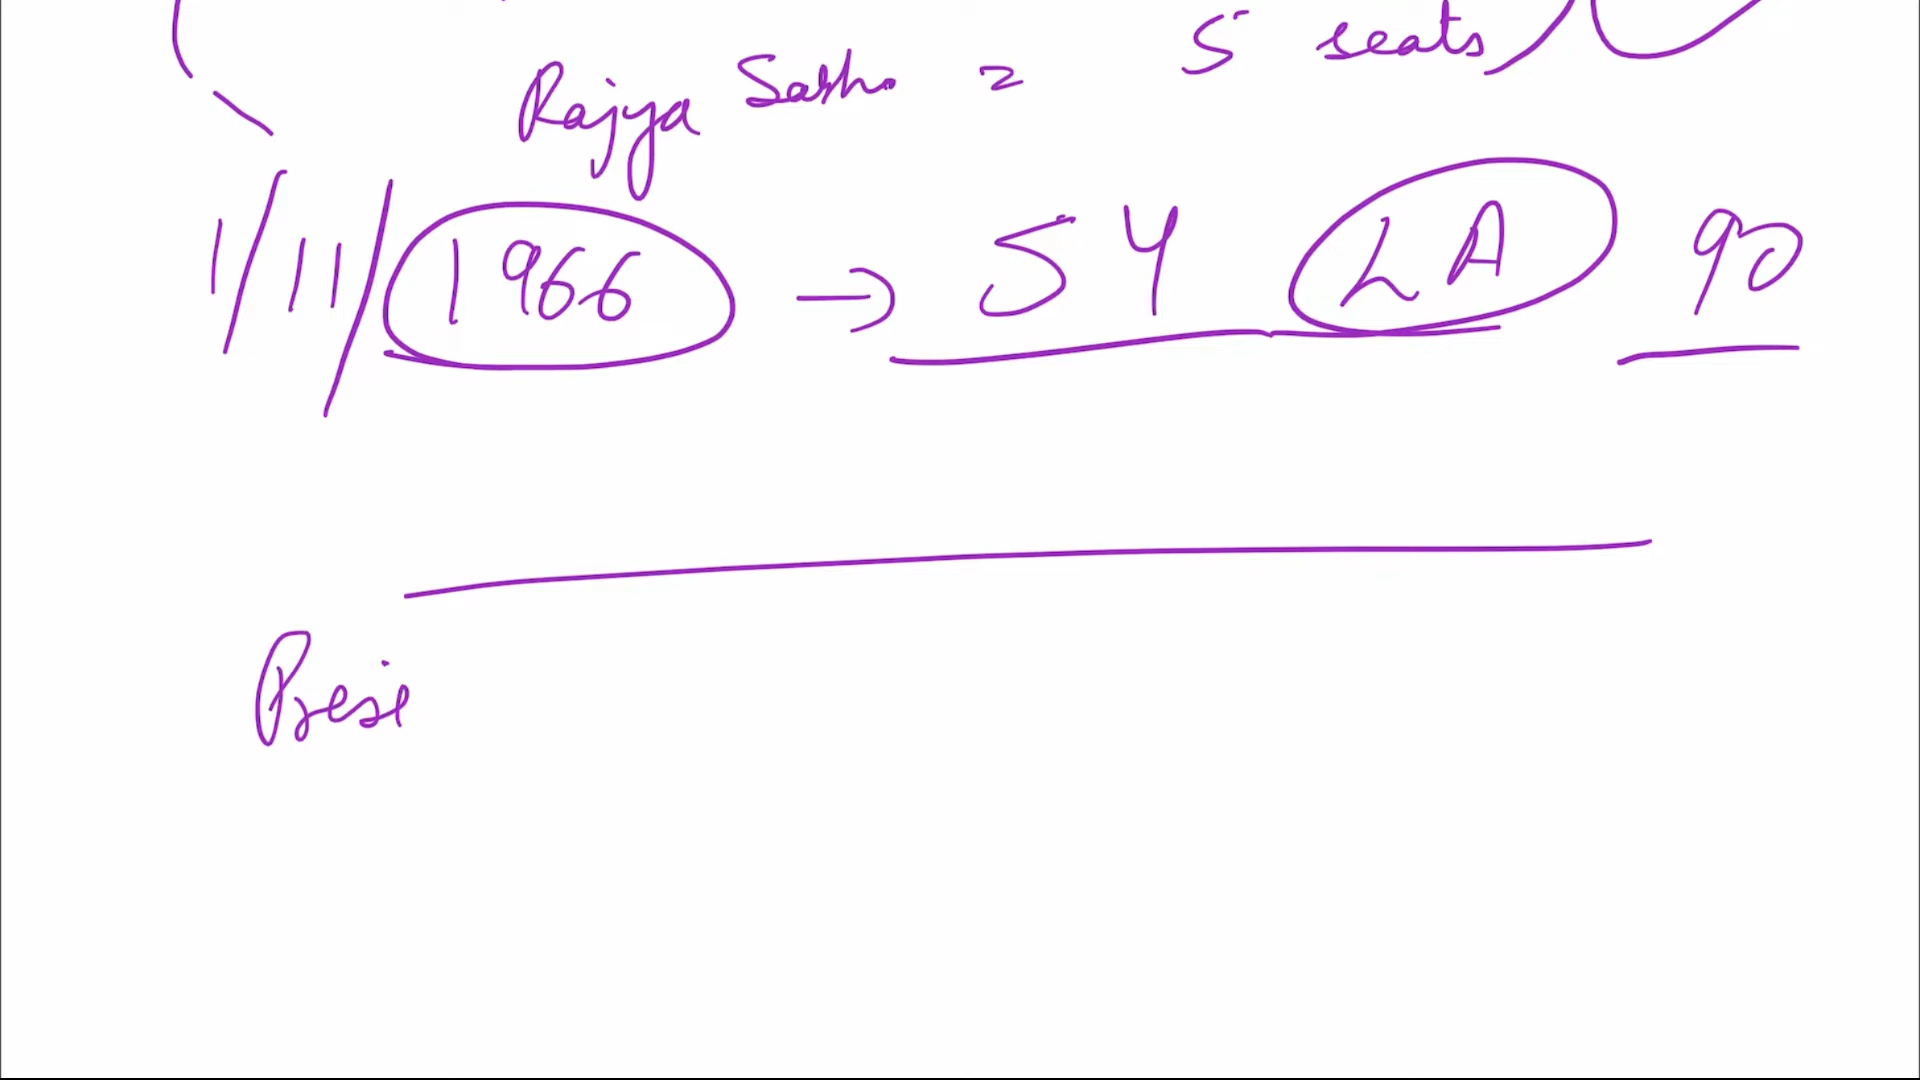 Rajya Sabha = 5 seats
1/11/1966 → 54 LA 90
Presi